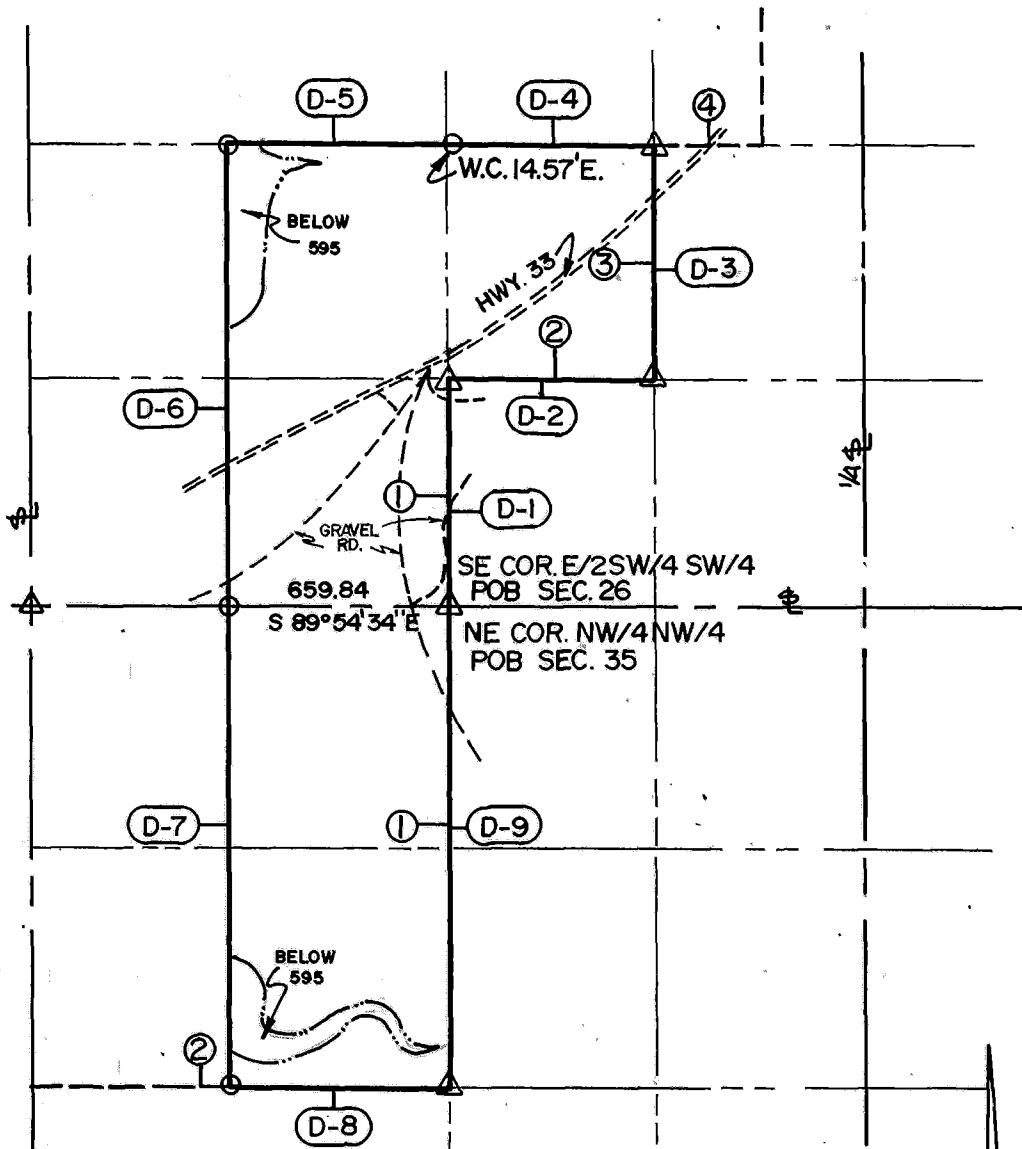 D-5
D-4
4
W.C. 14.57'E.
BELOW
595
HWY. 33
3
D-3
2
D-2
D-6
1/4
1
D-1
GRAVEL
RD.
659.84
S 89°54'34"E
SE COR. E/2SW/4 SW/4
POB SEC. 26
NE COR. NW/4 NW/4
POB SEC. 35
D-7
1
D-9
BELOW
595
2
D-8